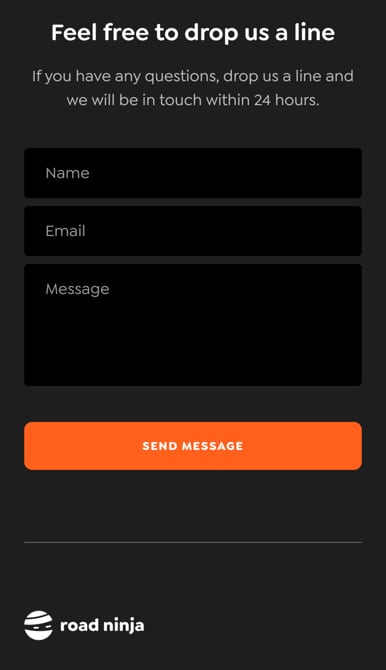 Feel free to drop us a line
If you have any questions, drop us a line and
we will be in touch within 24 hours.
Name
Email
Message
SEND MESSAGE
road ninja